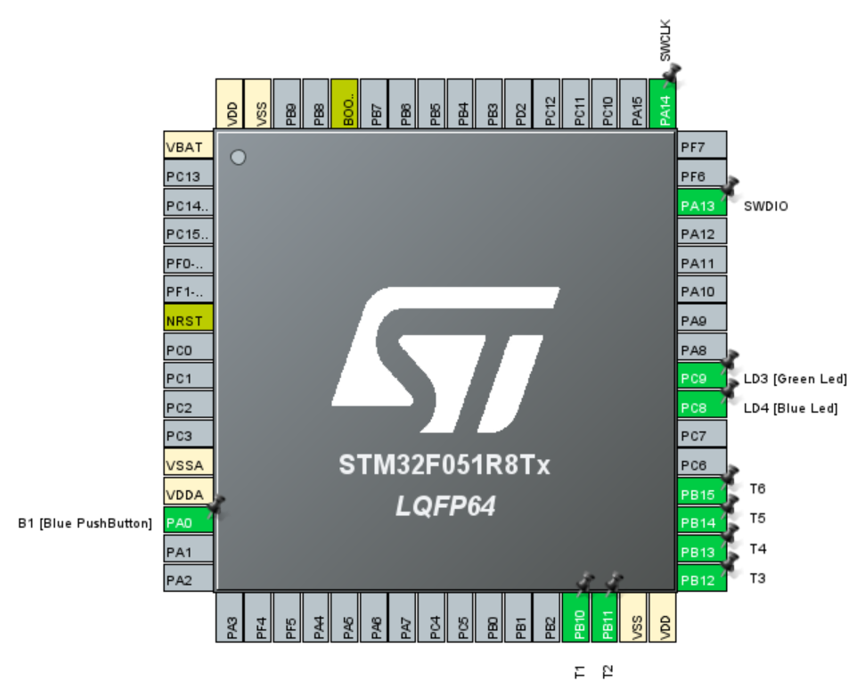 SWCLK
VDD
VSS
PB9
PB8
BOO..
PB7
PB6
PB5
PB4
PB3
PD2
PC12
PC11
PC10
PA15
PA14
VBAT
PC13
PC14..
PC15..
PF0-..
PF1-..
NRST
PC0
PC1
PC2
PC3
VSSA
VDDA
B1 [Blue PushButton] PA0
PA1
PA2
ST
STM32F051R8Tx
LQFP64
PF7
PF6
PA13 SWDIO
PA12
PA11
PA10
PA9
PA8
PC9 LD3 [Green Led]
PC8 LD4 [Blue Led]
PC7
PC6
PB15 T6
PB14 T5
PB13 T4
PB12 T3
PA3
PF4
PF5
PA4
PA5
PA6
PA7
PC4
PC5
PB0
PB1
PB2
PB10
PB11
VSS
VDD
T1
T2